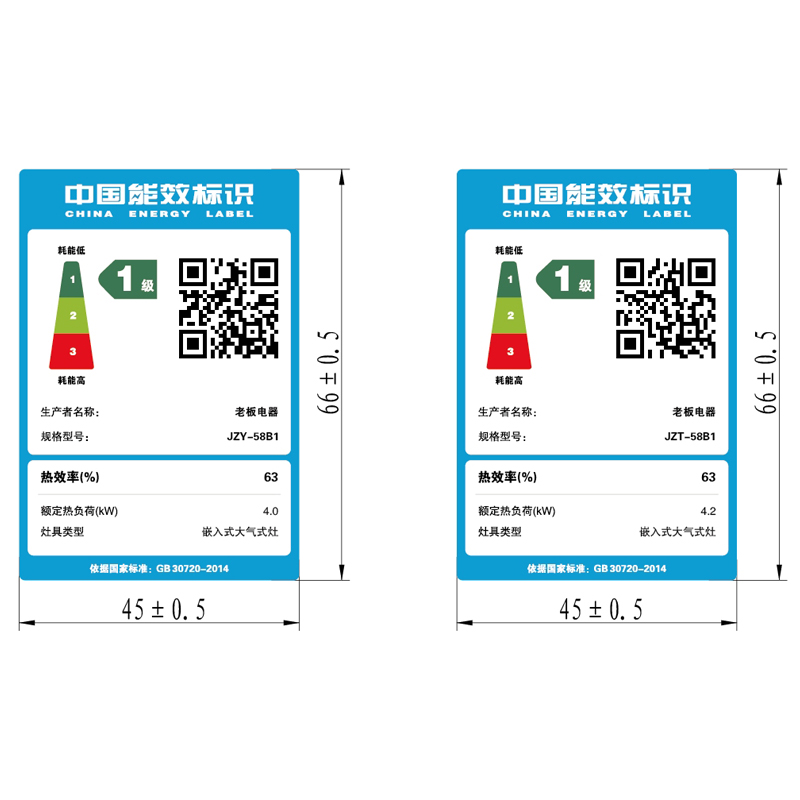 中国能效标识
CHINA ENERGY LABEL
耗能低
1
2
3
耗能高
1级
生产者名称: 老板电器
规格型号: JZY-58B1
热效率(%) 63
额定热负荷(kW) 4.0
灶具类型 嵌入式大气式灶
依据国家标准: GB 30720-2014
66±0.5
45±0.5
中国能效标识
CHINA ENERGY LABEL
耗能低
1
2
3
耗能高
1级
生产者名称: 老板电器
规格型号: JZT-58B1
热效率(%) 63
额定热负荷(kW) 4.2
灶具类型 嵌入式大气式灶
依据国家标准: GB 30720-2014
66±0.5
45±0.5